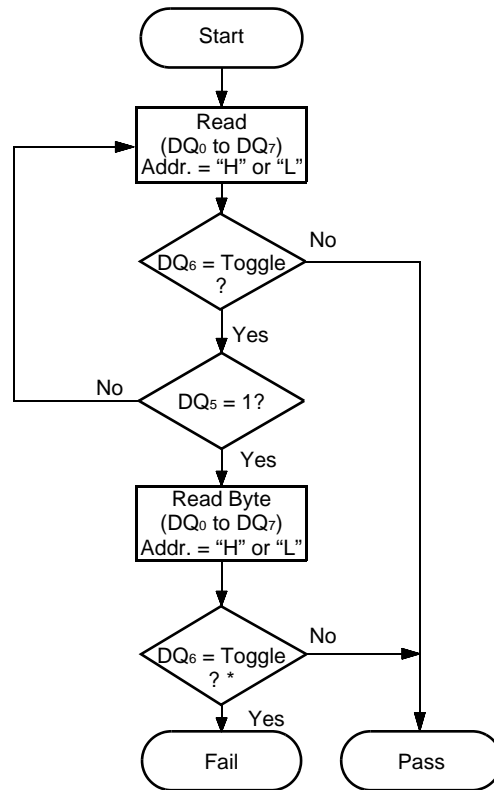 Start
Read
(DQ0 to DQ7)
Addr. = “H” or “L”
No
DQ6 = Toggle
?
Yes
No
DQ5 = 1?
Yes
Read Byte
(DQ0 to DQ7)
Addr. = “H” or “L”
No
DQ6 = Toggle
? *
Yes
Fail
Pass